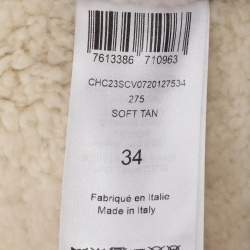 7613386 710963
CHC23SCV0720127534
275
SOFT TAN
34
Fabriqué en Italie
Made in Italy